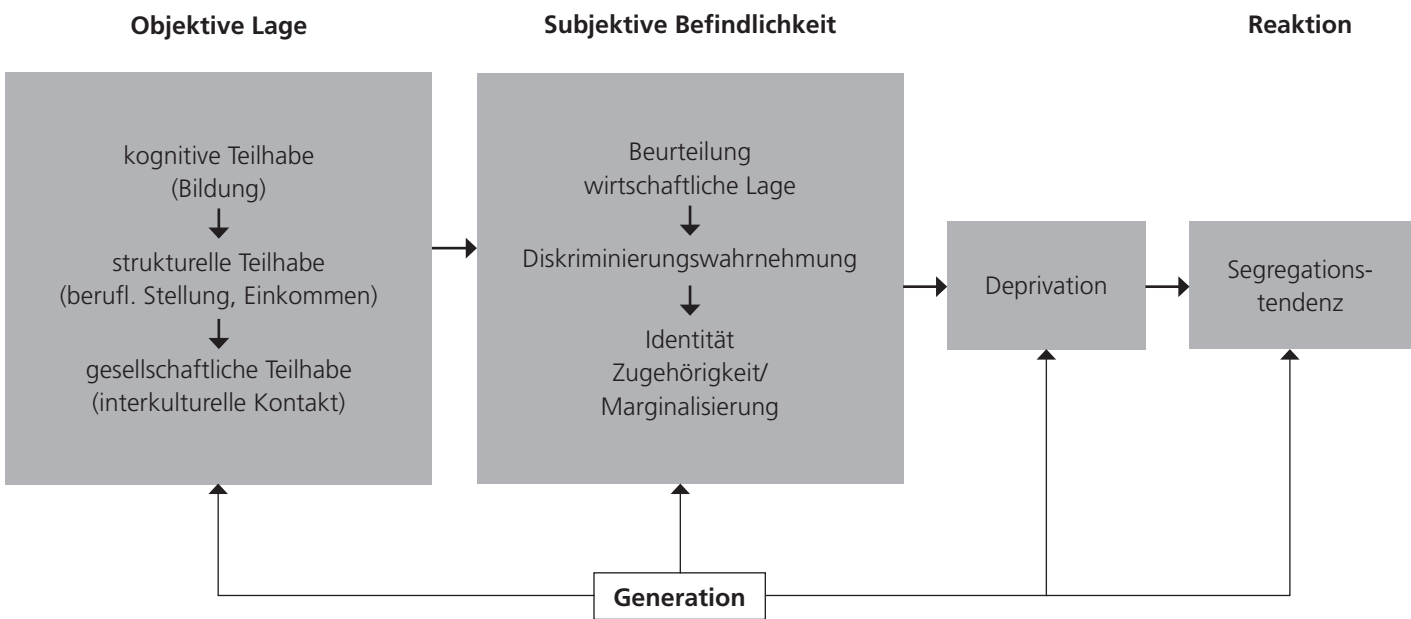 Objektive Lage
Subjektive Befindlichkeit
Reaktion
kognitive Teilhabe
(Bildung)
strukturelle Teilhabe
(berufl. Stellung, Einkommen)
gesellschaftliche Teilhabe
(interkulturelle Kontakt)
Beurteilung
wirtschaftliche Lage
Diskriminierungswahrnehmung
Identität
Zugehörigkeit/
Marginalisierung
Deprivation
Segregations-
tendenz
Generation